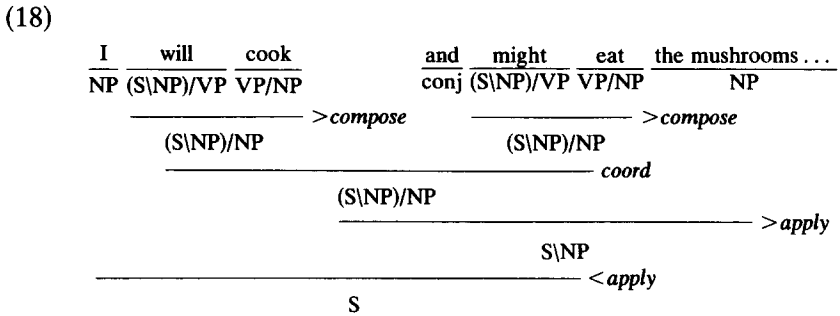 (18)
I will cook and might eat the mushrooms ...
NP (S\NP)/VP VP/NP conj (S\NP)/VP VP/NP NP
>compose >compose
(S\NP)/NP (S\NP)/NP
coord
(S\NP)/NP
>apply
S\NP
<apply
S